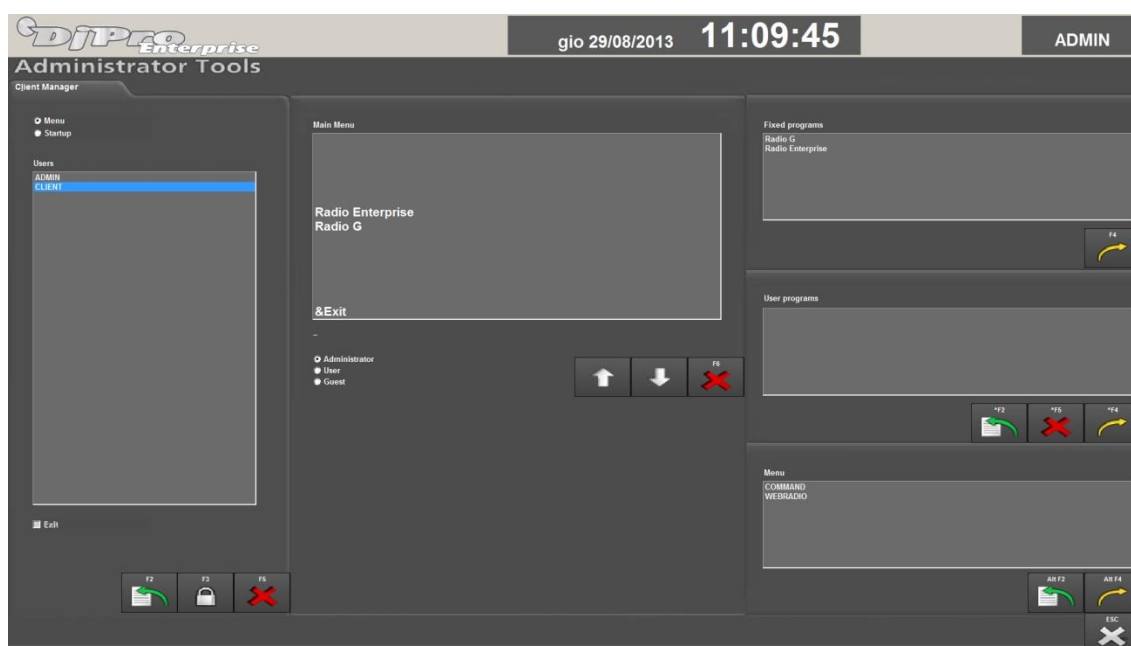 DjPro Enterprise
gio 29/08/2013 11:09:45
ADMIN
Administrator Tools
Client Manager
Menu
Startup
Users
ADMIN
CLIENT
Exit
F2
F3
F5
Main Menu
Radio Enterprise
Radio G
&Exit
-
Administrator
User
Guest
F6
Fixed programs
Radio G
Radio Enterprise
F4
User programs
*F2
*F5
*F4
Menu
COMMAND
WEBRADIO
Alt F2
Alt F4
ESC